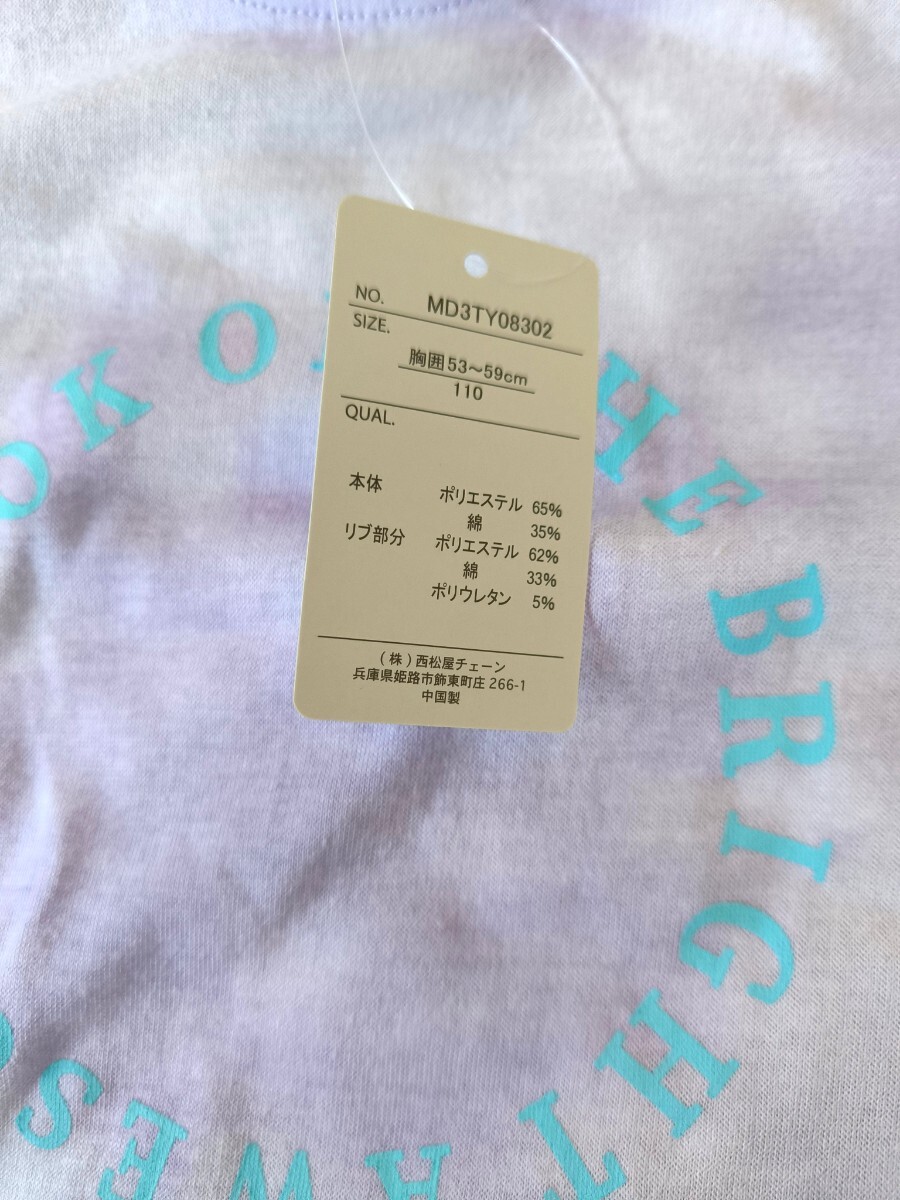 NO. MD3TY08302
SIZE.
胸囲53～59cm
110
QUAL.
本体 ポリエステル 65%
綿 35%
リブ部分 ポリエステル 62%
綿 33%
ポリウレタン 5%
(株)西松屋チェーン
兵庫県姫路市飾東町庄 266-1
中国製
BRIGHT